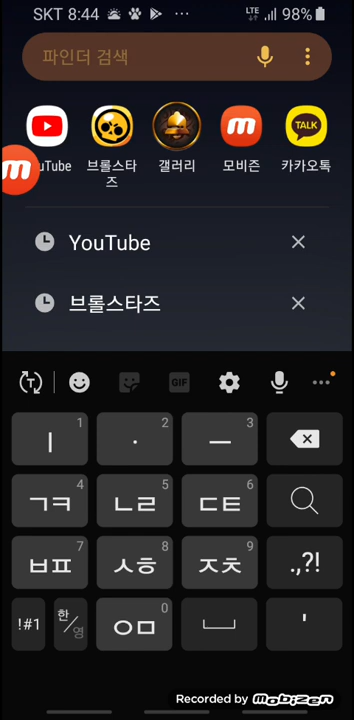 SKT 8:44 LTE 98%
파인더 검색
TALK
uTube 브롤스타즈 갤러리 모비즌 카카오톡
YouTube
브롤스타즈
T GIF
ㅣ 1 · 2 ㅡ 3
ㄱㅋ 4 ㄴㄹ 5 ㄷㅌ 6
ㅂㅍ 7 ㅅㅎ 8 ㅈㅊ 9 .,?!
!#1 한/영 ㅇㅁ 0 '
Recorded by mobizen